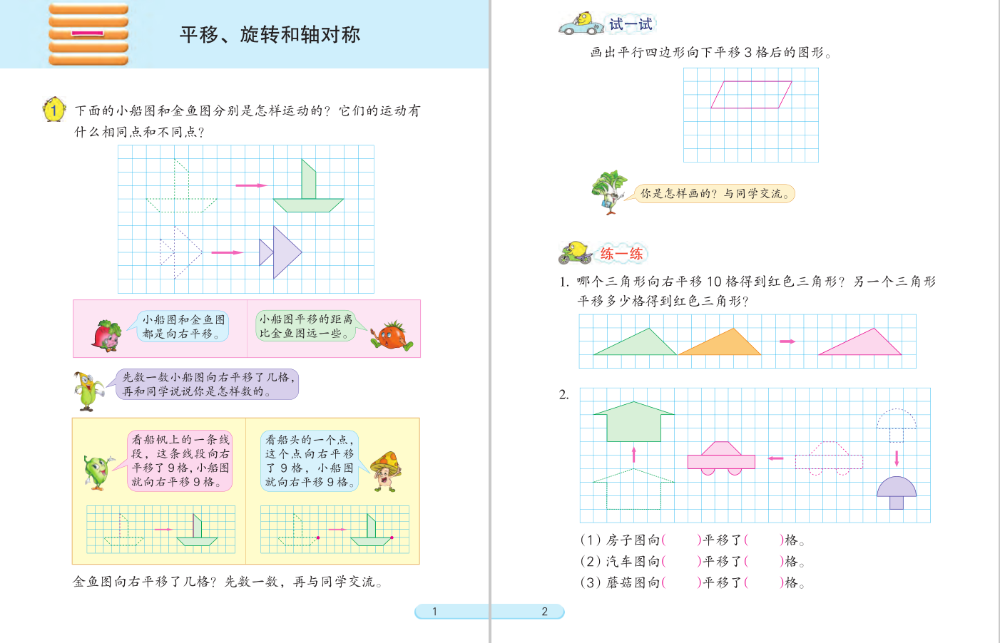 一
平移、旋转和轴对称
1
下面的小船图和金鱼图分别是怎样运动的？它们的运动有
什么相同点和不同点？
小船图和金鱼图
都是向右平移。
小船图平移的距离
比金鱼图远一些。
先数一数小船图向右平移了几格，
再和同学说说你是怎样数的。
看船帆上的一条线
段，这条线段向右
平移了9格，小船图
就向右平移9格。
看船头的一个点，
这个点向右平移
了9格，小船图
就向右平移9格。
金鱼图向右平移了几格？先数一数，再与同学交流。
1
试一试
画出平行四边形向下平移3格后的图形。
你是怎样画的？与同学交流。
练一练
1. 哪个三角形向右平移10格得到红色三角形？另一个三角形
平移多少格得到红色三角形？
2.
（1）房子图向（ ）平移了（ ）格。
（2）汽车图向（ ）平移了（ ）格。
（3）蘑菇图向（ ）平移了（ ）格。
2